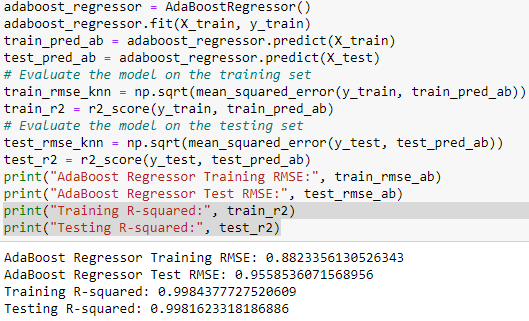 adaboost_regressor = AdaBoostRegressor()
adaboost_regressor.fit(X_train, y_train)
train_pred_ab = adaboost_regressor.predict(X_train)
test_pred_ab = adaboost_regressor.predict(X_test)
# Evaluate the model on the training set
train_rmse_knn = np.sqrt(mean_squared_error(y_train, train_pred_ab))
train_r2 = r2_score(y_train, train_pred_ab)
# Evaluate the model on the testing set
test_rmse_knn = np.sqrt(mean_squared_error(y_test, test_pred_ab))
test_r2 = r2_score(y_test, test_pred_ab)
print("AdaBoost Regressor Training RMSE:", train_rmse_ab)
print("AdaBoost Regressor Test RMSE:", test_rmse_ab)
print("Training R-squared:", train_r2)
print("Testing R-squared:", test_r2)
AdaBoost Regressor Training RMSE: 0.8823356130526343
AdaBoost Regressor Test RMSE: 0.9558536071568956
Training R-squared: 0.9984377727520609
Testing R-squared: 0.9981623318186886